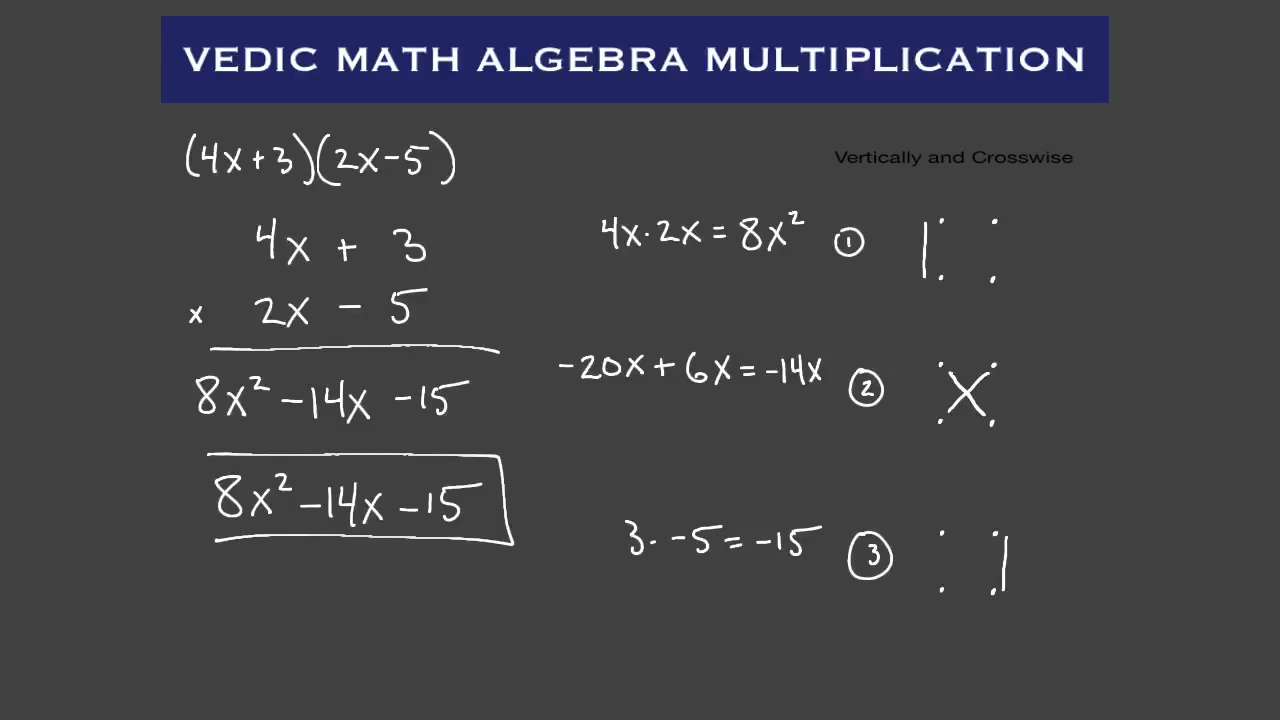 VEDIC MATH ALGEBRA MULTIPLICATION
(4x+3)(2x-5)
Vertically and Crosswise
4x + 3
x 2x - 5
8x² -14x -15
8x² -14x -15
4x·2x = 8x² ①
-20x + 6x = -14x ②
3· -5 = -15 ③